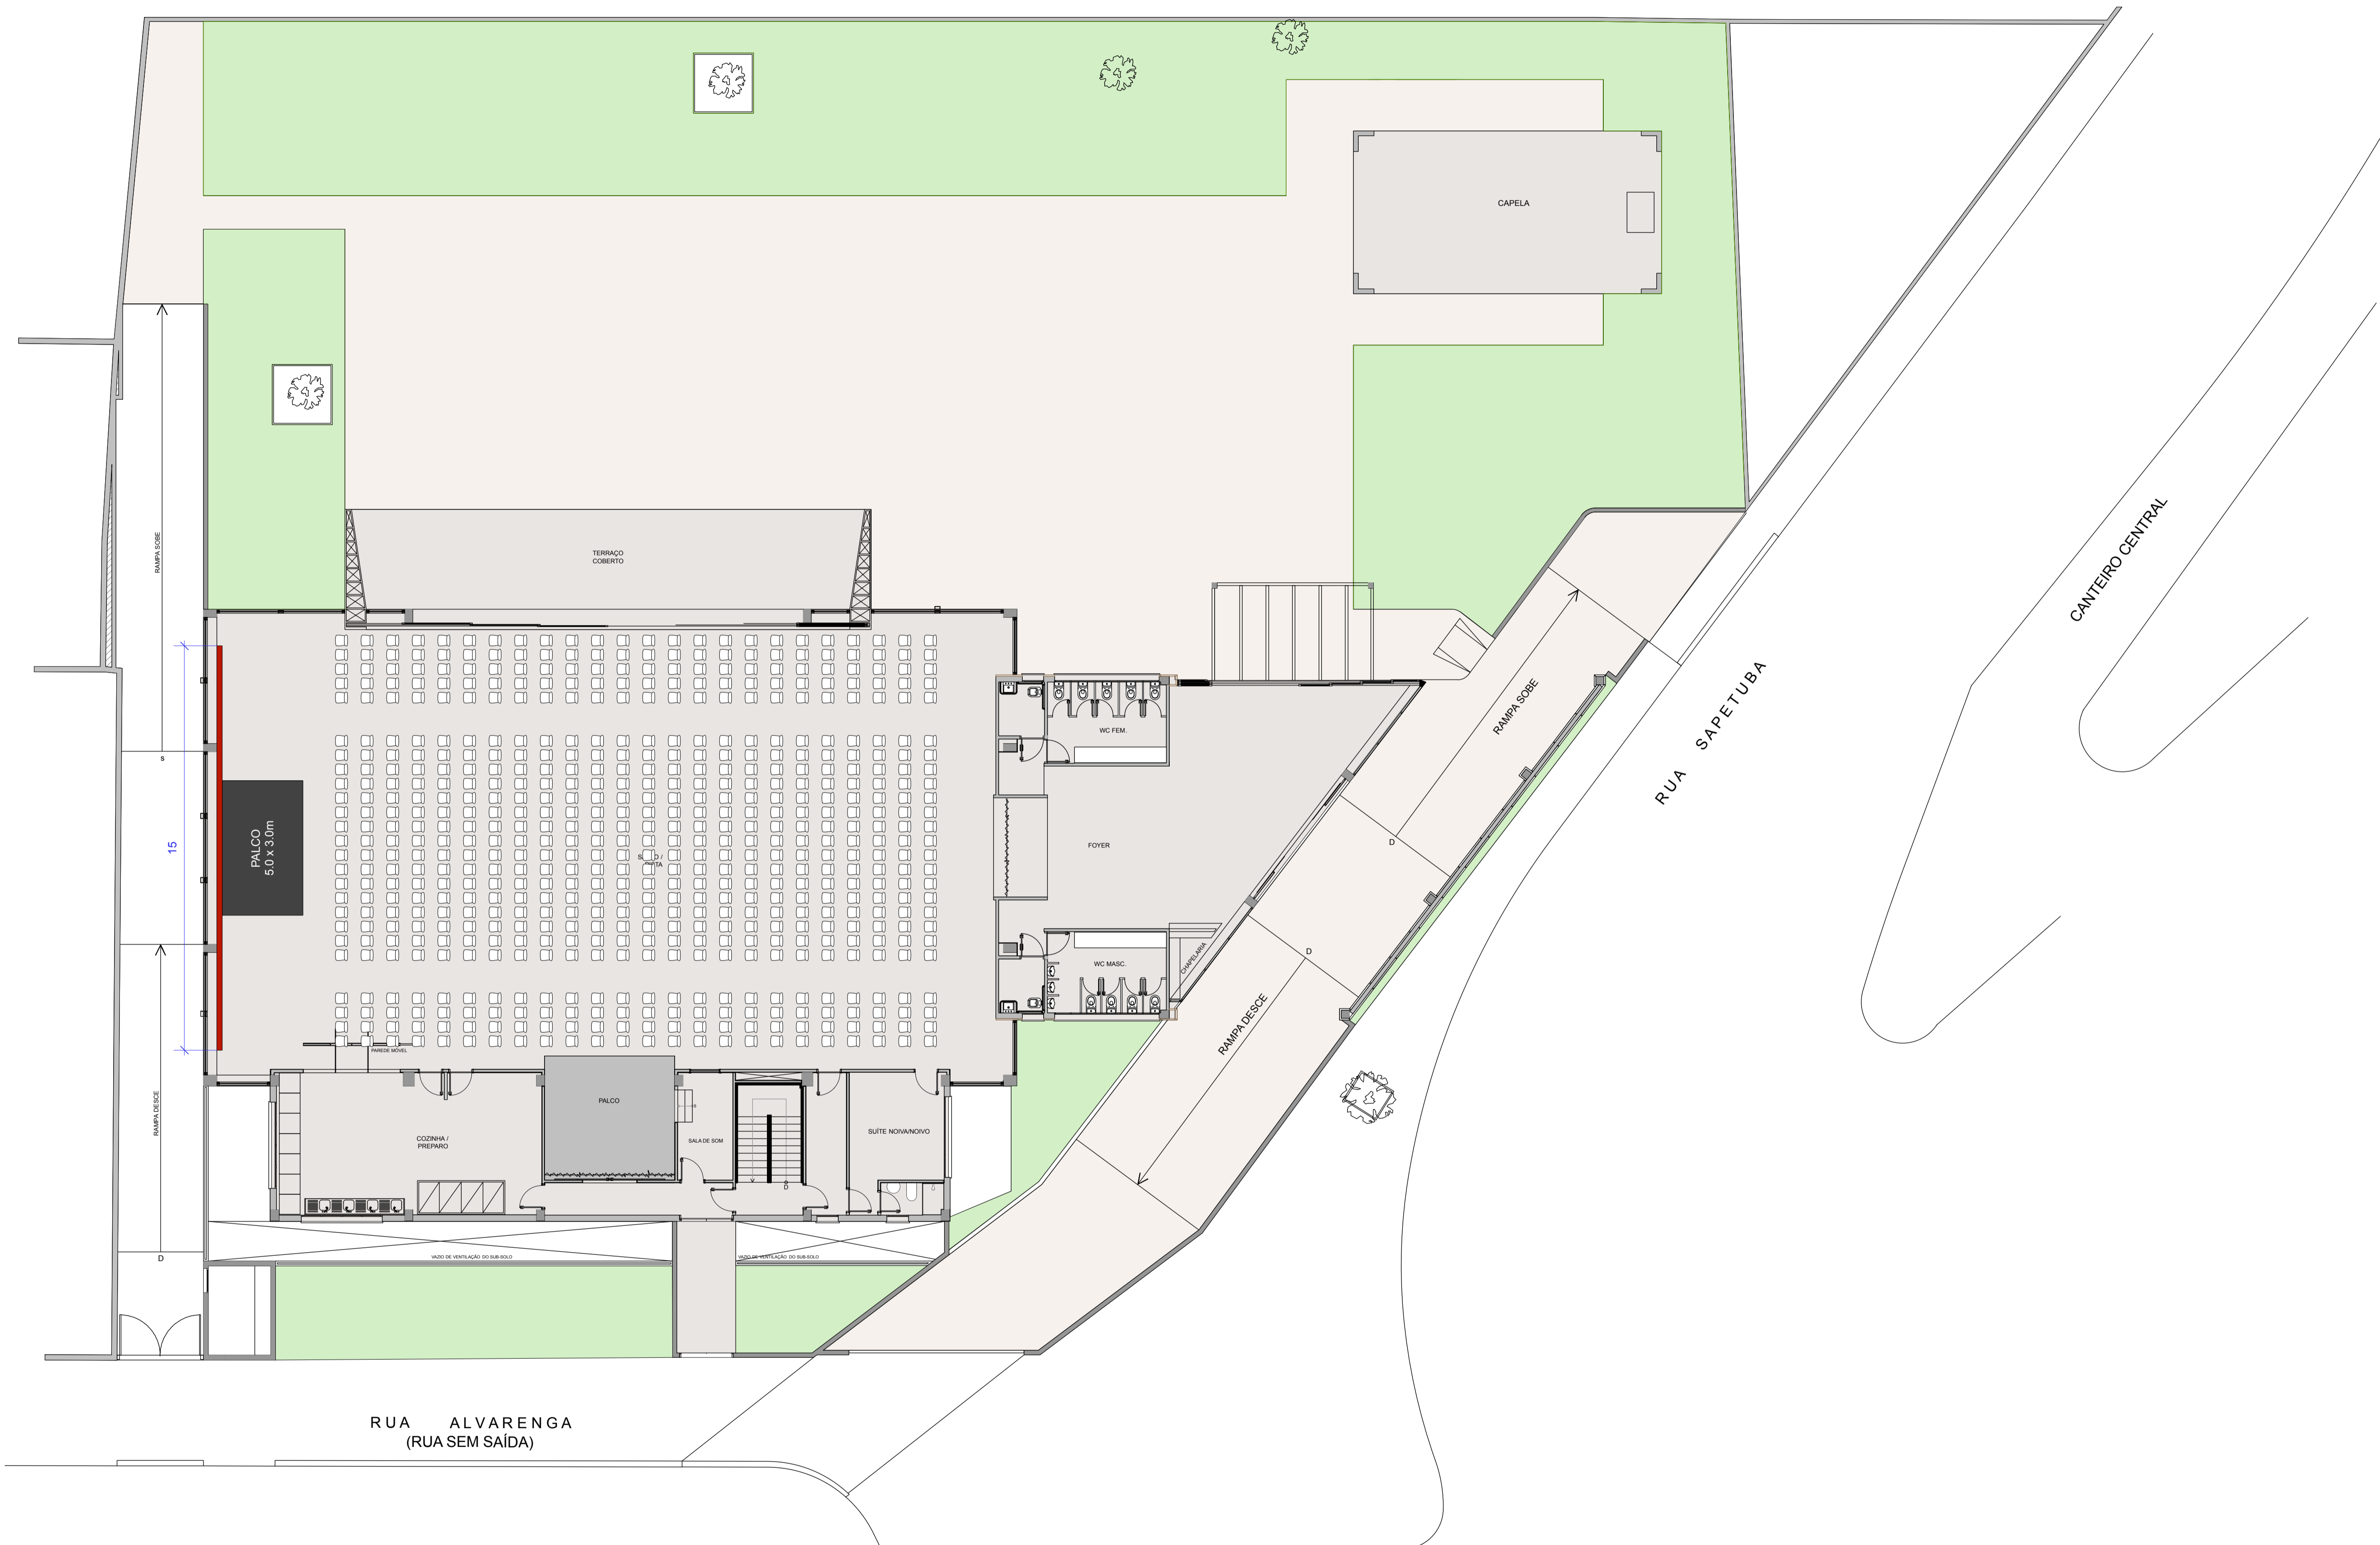 CAPELA
CANTEIRO CENTRAL
RAMPA SOBE
TERRAÇO
COBERTO
RUA SAPETUBA
RAMPA SOBE
WC FEM.
s
15
PALCO
5.0 x 3.0m
FOYER
D
D
WC MASC.
CHAPELARIA
RAMPA DESCE
PAREDE MÓVEL
RAMPA DESCE
PALCO
COZINHA /
PREPARO
SALA DE SOM
SUÍTE NOIVA/NOIVO
D
VAZIO DE VENTILAÇÃO DO SUB-SOLO
VAZIO DE VENTILAÇÃO DO SUB-SOLO
D
RUA ALVARENGA
(RUA SEM SAÍDA)